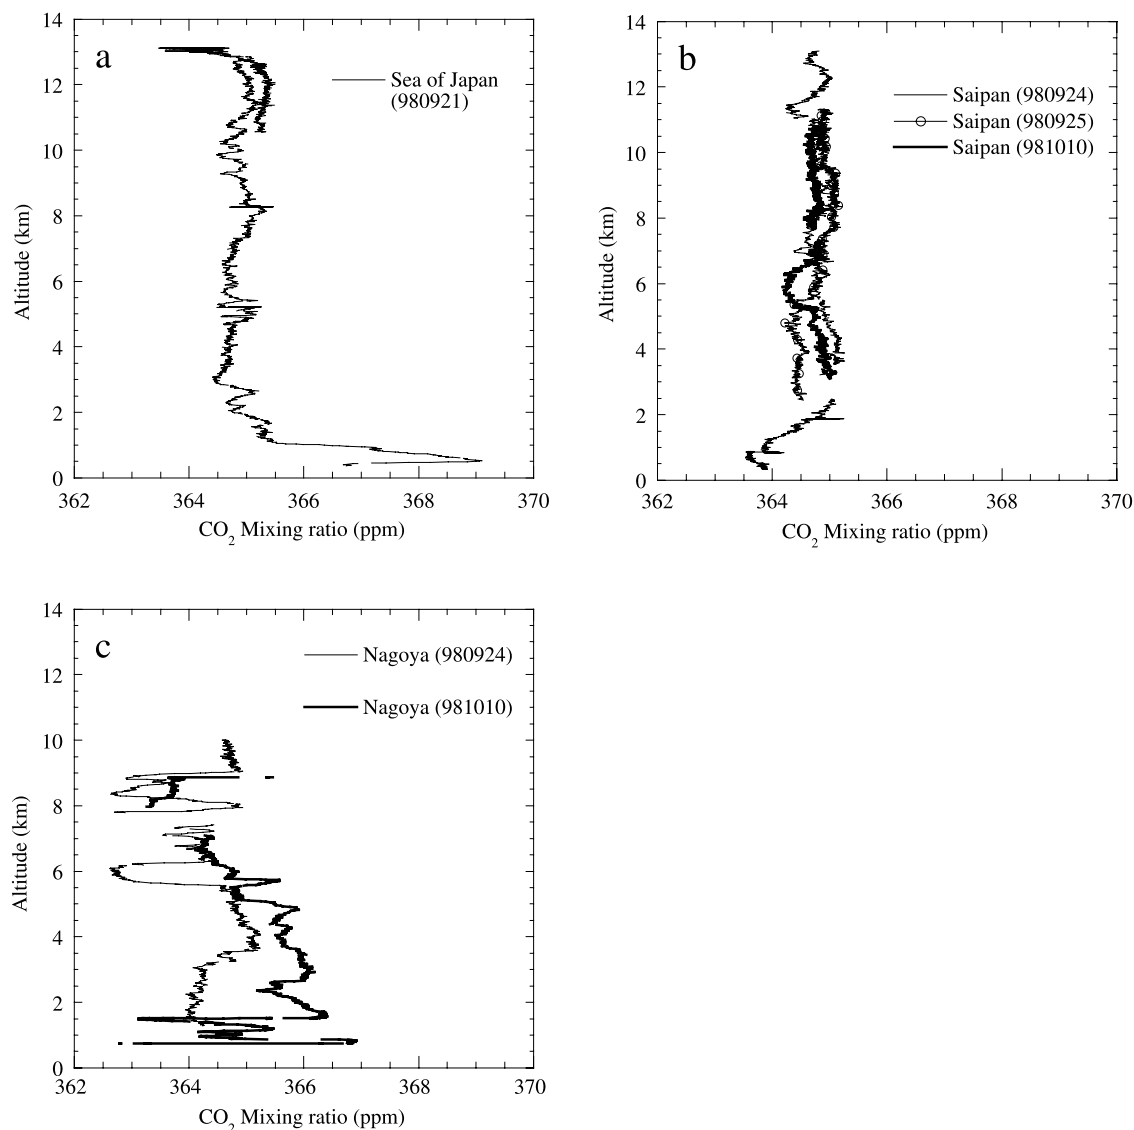 a
Sea of Japan
(980921)
14
12
10
8
6
4
2
0
Altitude (km)
362
364
366
368
370
CO2 Mixing ratio (ppm)
b
Saipan (980924)
Saipan (980925)
Saipan (981010)
14
12
10
8
6
4
2
0
Altitude (km)
362
364
366
368
370
CO2 Mixing ratio (ppm)
c
Nagoya (980924)
Nagoya (981010)
14
12
10
8
6
4
2
0
Altitude (km)
362
364
366
368
370
CO2 Mixing ratio (ppm)